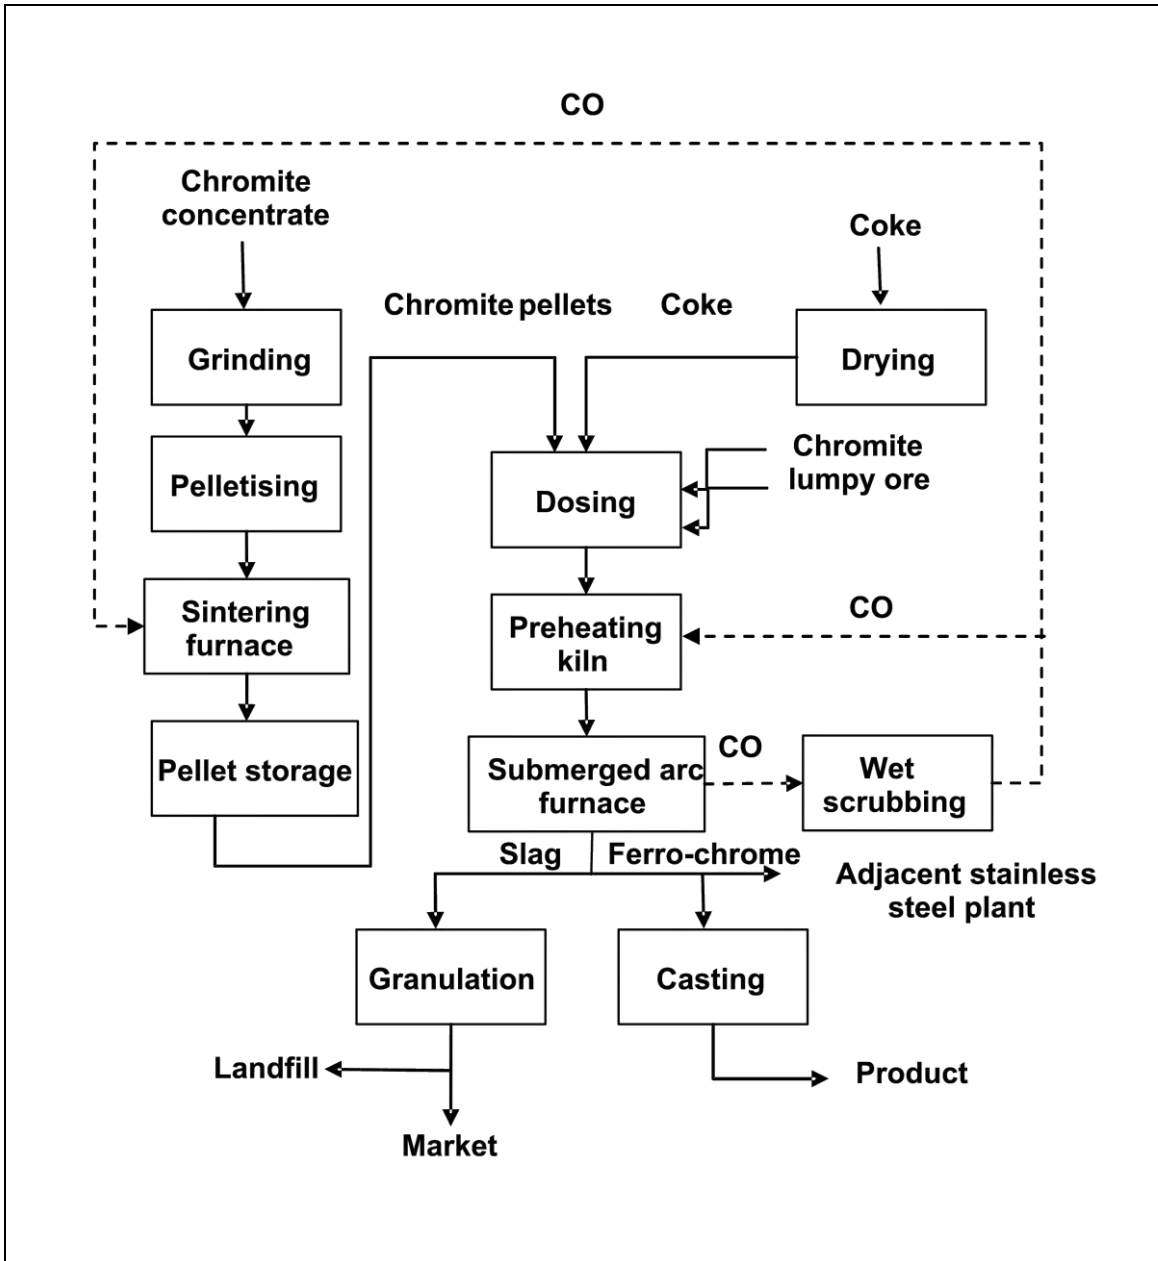 CO
Chromite
concentrate
Coke
Chromite pellets
Coke
Grinding
Drying
Pelletising
Dosing
Chromite
lumpy ore
Sintering
furnace
Preheating
kiln
CO
Pellet storage
Submerged arc
furnace
CO
Wet
scrubbing
Slag
Ferro-chrome
Adjacent stainless
steel plant
Granulation
Casting
Landfill
Product
Market